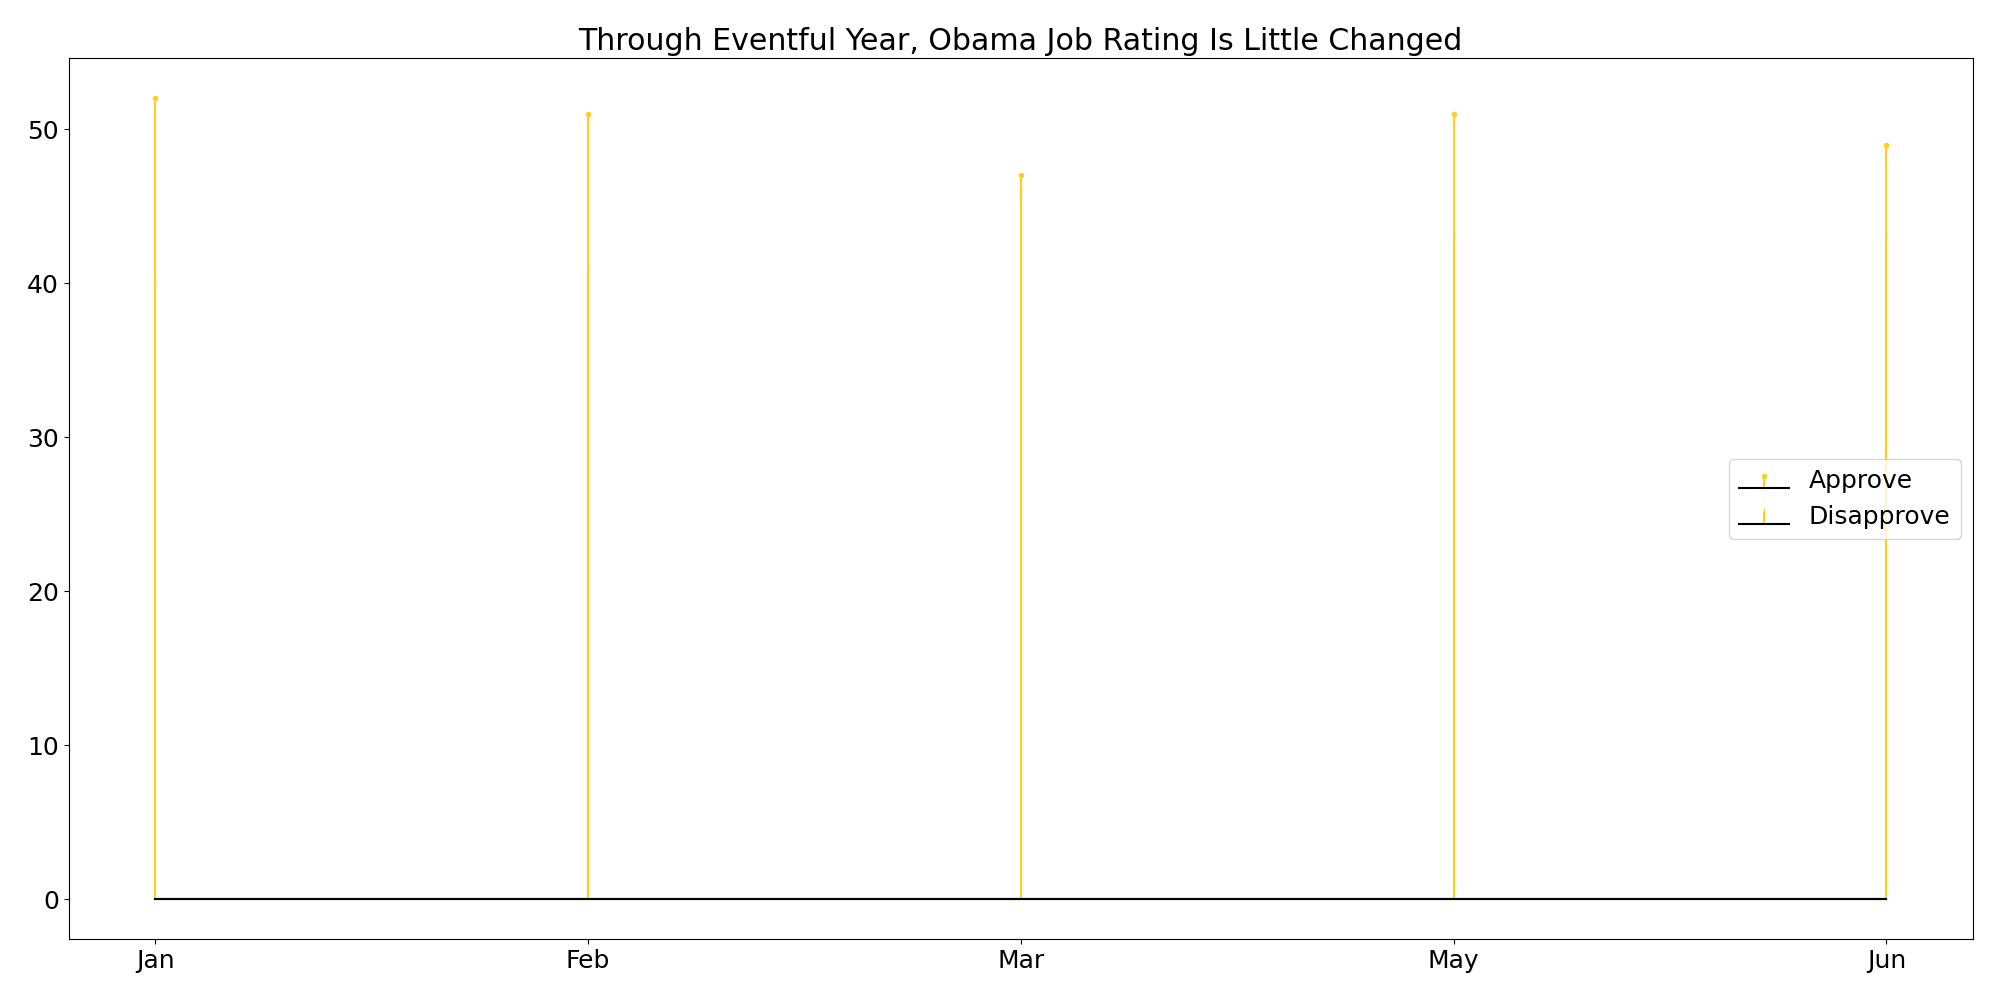 Through Eventful Year, Obama Job Rating Is Little Changed
50
40
30
20
10
0
Approve
Disapprove
Jan
Feb
Mar
May
Jun